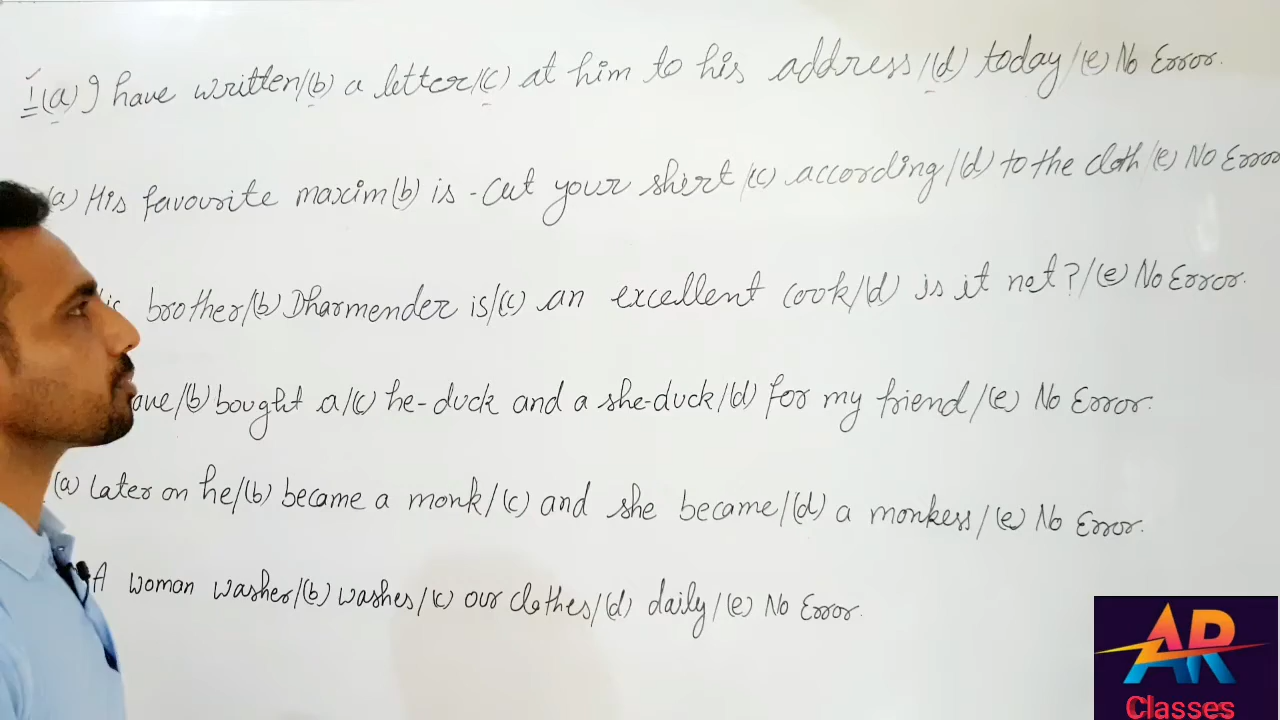 1 (a) I have written/(b) a letter/(c) at him to his address/(d) today/(e) No Error.
(a) His favourite maxim(b) is - Cut your shirt/(c) according/(d) to the cloth/(e) No Error
brother/(b) Dharmender is/(c) an excellent cook/(d) is it not?/(e) No Error.
/(b) bought a/(c) he-duck and a she-duck/(d) for my friend/(e) No Error.
(a) Later on he/(b) became a monk/(c) and she became/(d) a monkess/(e) No Error.
A woman washer/(b) washes/(c) our clothes/(d) daily/(e) No Error.
AR
Classes